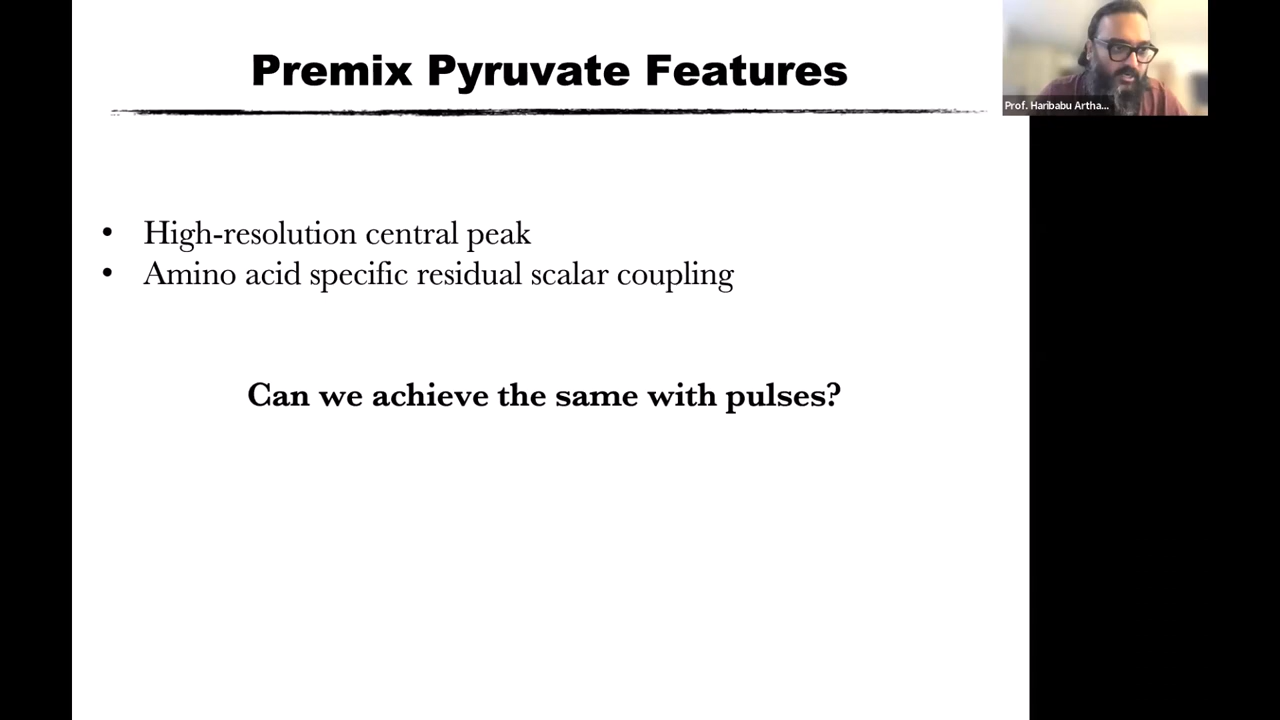 Premix Pyruvate Features
Prof. Haribabu Artha...
• High-resolution central peak
• Amino acid specific residual scalar coupling
Can we achieve the same with pulses?